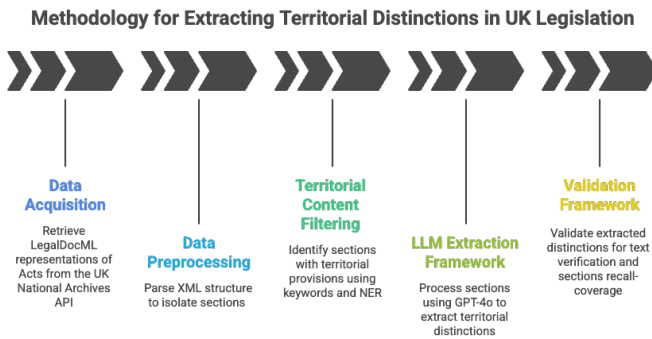 Methodology for Extracting Territorial Distinctions in UK Legislation
Data
Acquisition
Retrieve
LegalDocML
representations of
Acts from the UK
National Archives
API
Data
Preprocessing
Parse XML structure
to isolate sections
Territorial
Content
Filtering
Identify sections
with territorial
provisions using
keywords and NER
LLM Extraction
Framework
Process sections
using GPT-4o to
extract territorial
distinctions
Validation
Framework
Validate extracted
distinctions for text
verification and
sections recall-
coverage